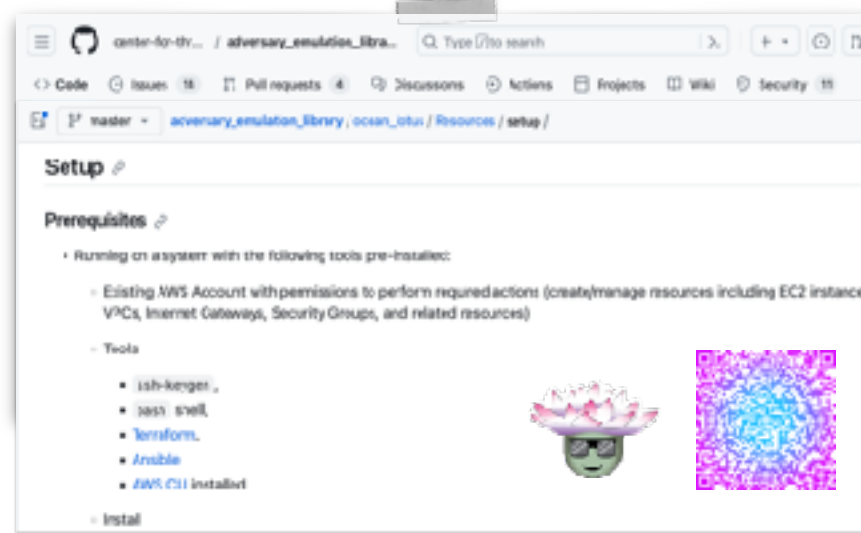 center-for-thr... / adversary_emulation_libra...
Type / to search
Code Issues 18 Pull requests 4 Discussions Actions Projects Wiki Security 11
master adversary_emulation_library / ocean_lotus / Resources / setup /
Setup
Prerequisites
• Running on a system with the following tools pre-installed:
Existing AWS Account with permissions to perform required actions (create/manage resources including EC2 instance
VPCs, Internet Gateways, Security Groups, and related resources)
Tools
ssh-keygen,
bash shell,
Terraform,
Ansible
AWS CLI installed
Install